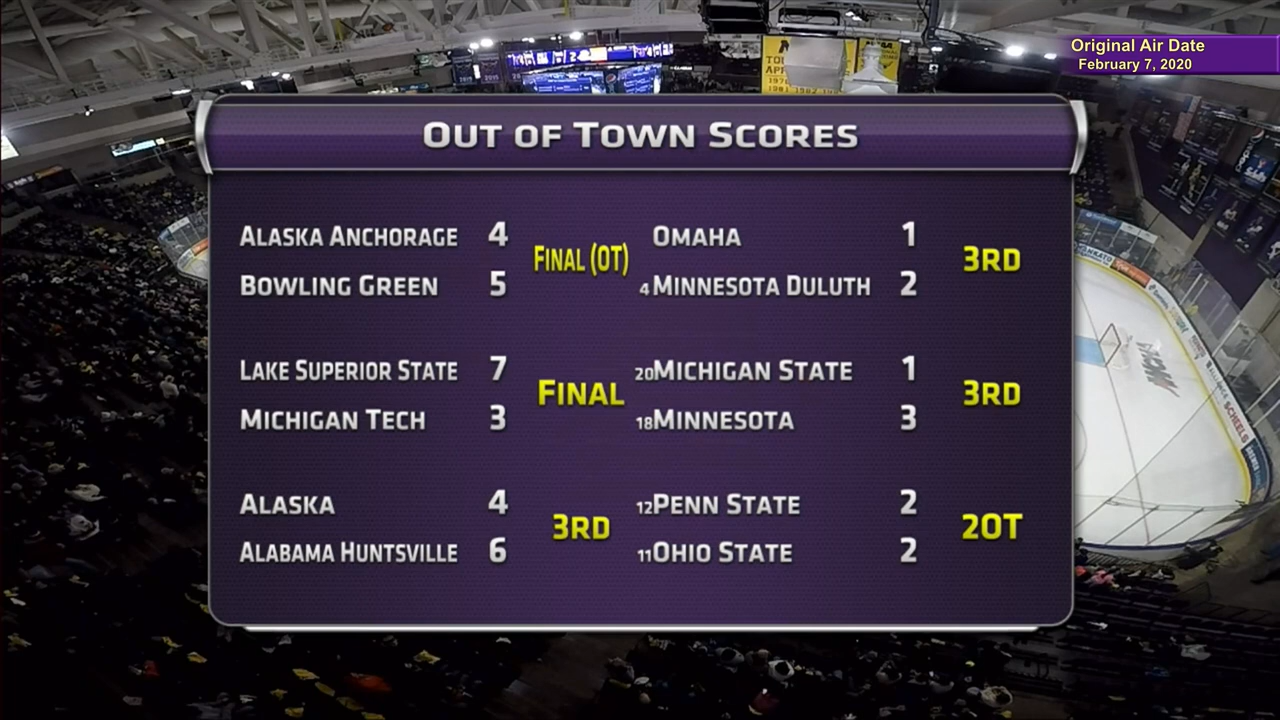 Original Air Date
February 7, 2020
OUT OF TOWN SCORES
ALASKA ANCHORAGE 4
BOWLING GREEN 5
FINAL (OT)
OMAHA 1
4 MINNESOTA DULUTH 2
3RD
LAKE SUPERIOR STATE 7
MICHIGAN TECH 3
FINAL
20 MICHIGAN STATE 1
18 MINNESOTA 3
3RD
ALASKA 4
ALABAMA HUNTSVILLE 6
3RD
12 PENN STATE 2
11 OHIO STATE 2
2OT
SCHEELS